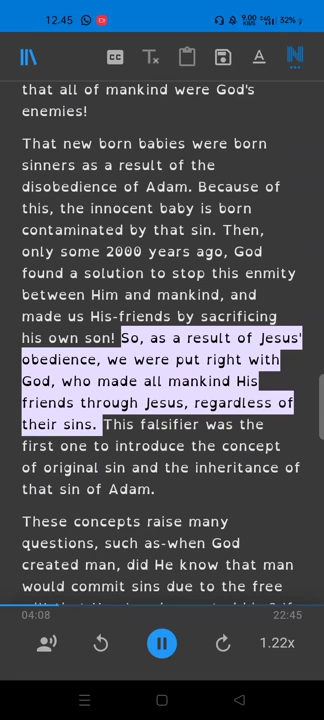 12.45
9,00 KB/S
32%
CC
that all of mankind were God's
enemies!
That new born babies were born
sinners as a result of the
disobedience of Adam. Because of
this, the innocent baby is born
contaminated by that sin. Then,
only some 2000 years ago, God
found a solution to stop this enmity
between Him and mankind, and
made us His-friends by sacrificing
his own son! So, as a result of Jesus'
obedience, we were put right with
God, who made all mankind His
friends through Jesus, regardless of
their sins. This falsifier was the
first one to introduce the concept
of original sin and the inheritance of
that sin of Adam.
These concepts raise many
questions, such as-when God
created man, did He know that man
would commit sins due to the free
04:08
22:45
1.22x